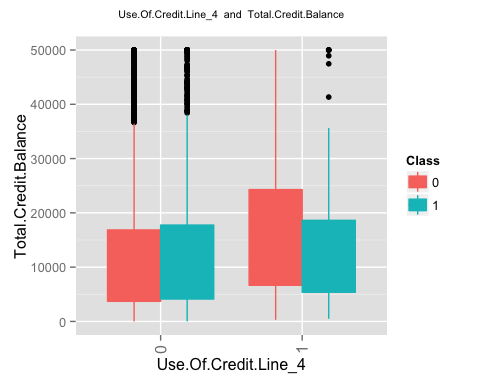 Use.Of.Credit.Line_4 and Total.Credit.Balance
50000
40000
30000
20000
10000
0
Total.Credit.Balance
0
1
Use.Of.Credit.Line_4
Class
0
1